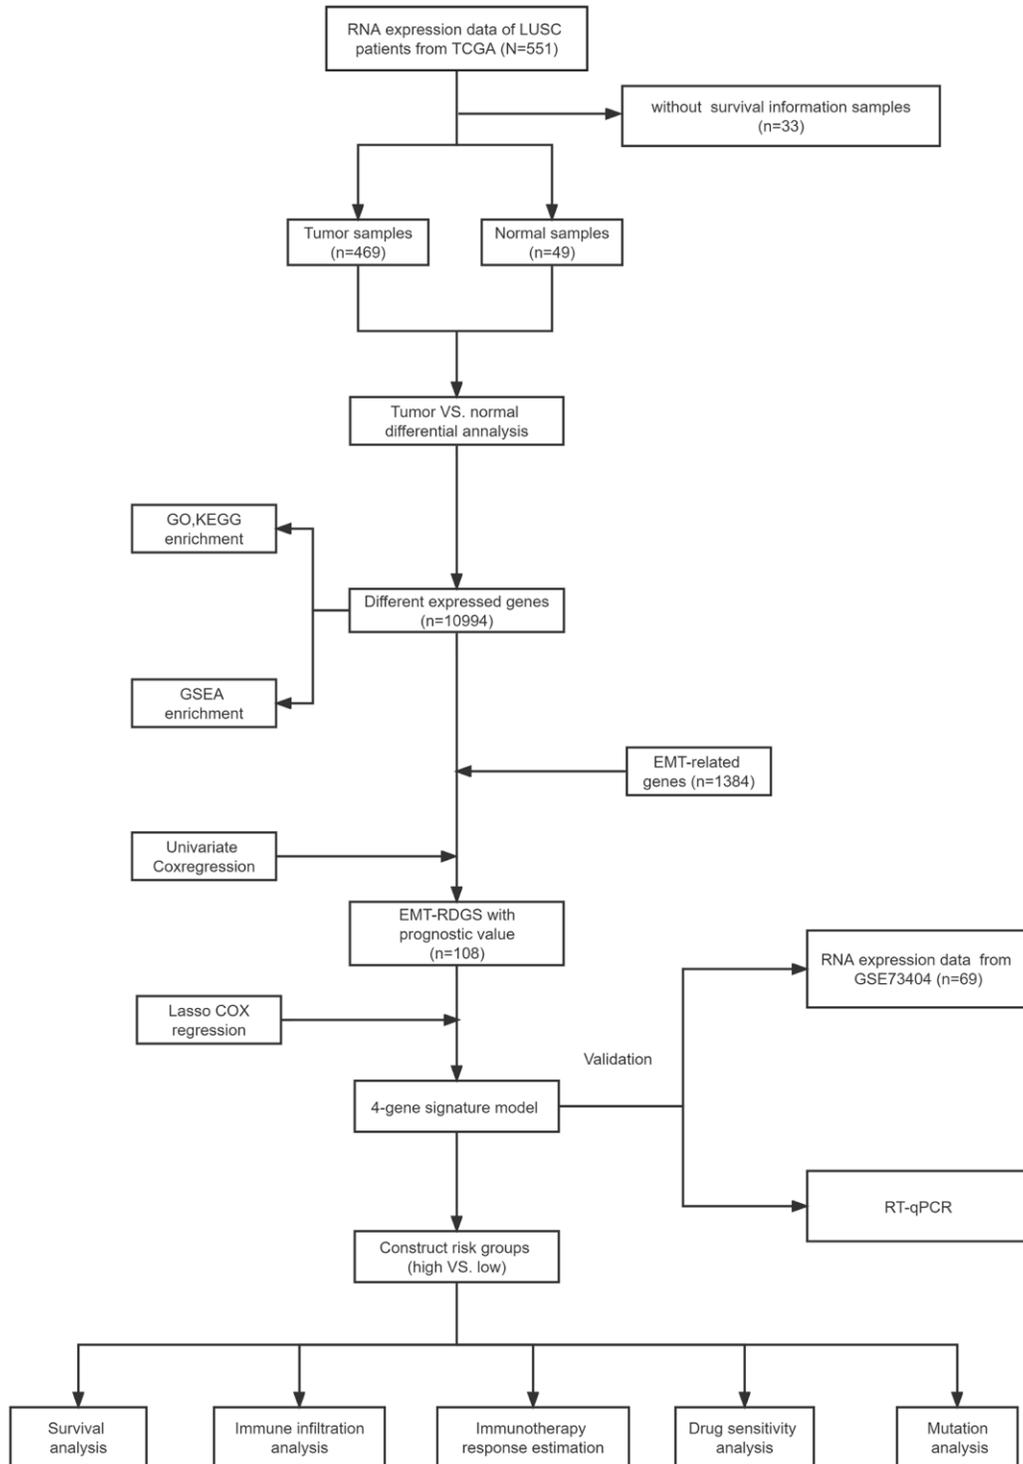 RNA expression data of LUSC
patients from TCGA (N=551)
without survival information samples
(n=33)
Tumor samples
(n=469)
Normal samples
(n=49)
Tumor VS. normal
differential annalysis
GO,KEGG
enrichment
Different expressed genes
(n=10994)
GSEA
enrichment
EMT-related
genes (n=1384)
Univariate
Coxregression
EMT-RDGS with
prognostic value
(n=108)
RNA expression data from
GSE73404 (n=69)
Lasso COX
regression
Validation
4-gene signature model
RT-qPCR
Construct risk groups
(high VS. low)
Survival
analysis
Immune infiltration
analysis
Immunotherapy
response estimation
Drug sensitivity
analysis
Mutation
analysis